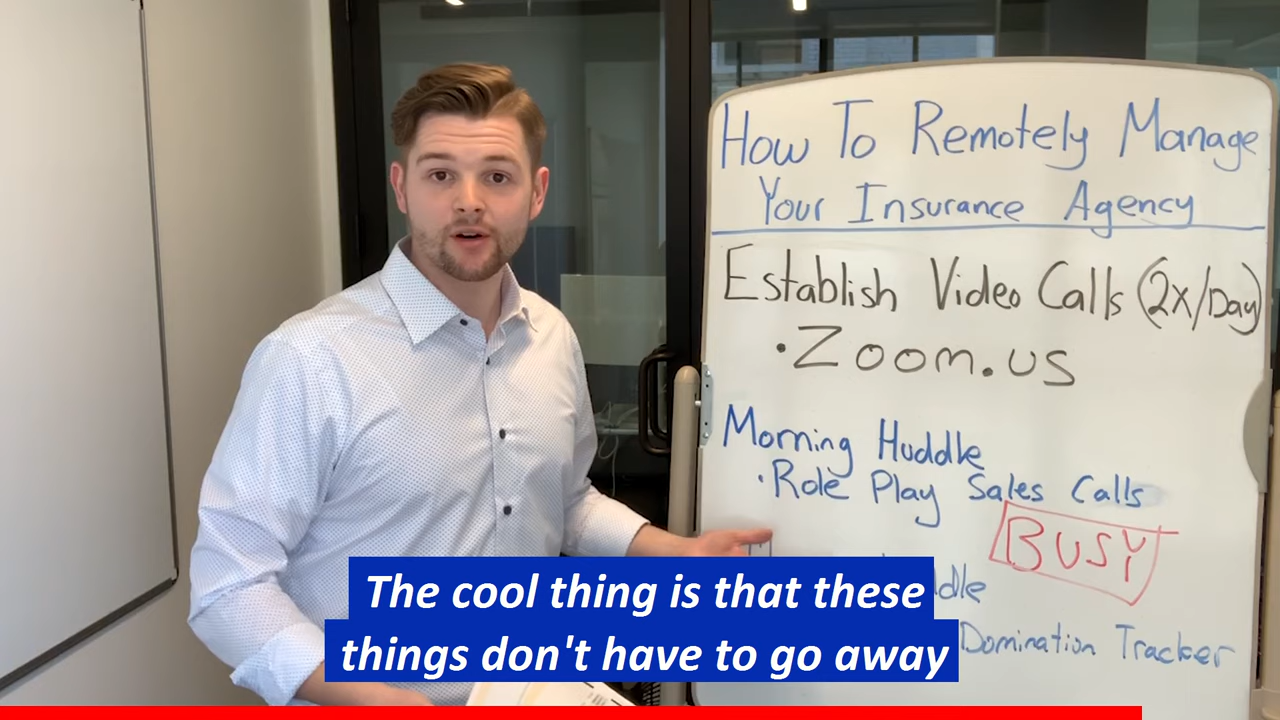 How To Remotely Manage
Your Insurance Agency
Establish Video Calls (2x/Day)
• Zoom.us
Morning Huddle
• Role Play Sales Calls
BUSY
Domination Tracker
The cool thing is that these
things don't have to go away